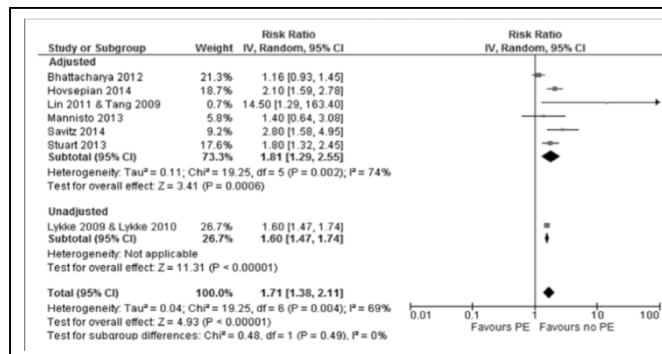 Risk Ratio Risk Ratio
Study or Subgroup Weight IV, Random, 95% CI IV, Random, 95% CI
Adjusted
Bhattacharya 2012 21.3% 1.16 [0.93, 1.45]
Hovsepian 2014 18.7% 2.10 [1.59, 2.78]
Lin 2011 & Tang 2009 0.7% 14.50 [1.29, 163.40]
Mannisto 2013 5.8% 1.40 [0.64, 3.08]
Savitz 2014 9.2% 2.80 [1.58, 4.95]
Stuart 2013 17.6% 1.80 [1.32, 2.45]
Subtotal (95% CI) 73.3% 1.81 [1.29, 2.55]
Heterogeneity: Tau² = 0.11; Chi² = 19.25, df = 5 (P = 0.002); I² = 74%
Test for overall effect: Z = 3.41 (P = 0.0006)
Unadjusted
Lykke 2009 & Lykke 2010 26.7% 1.60 [1.47, 1.74]
Subtotal (95% CI) 26.7% 1.60 [1.47, 1.74]
Heterogeneity: Not applicable
Test for overall effect: Z = 11.31 (P < 0.00001)
Total (95% CI) 100.0% 1.71 [1.38, 2.11]
Heterogeneity: Tau² = 0.04; Chi² = 19.25, df = 6 (P = 0.004); I² = 69%
Test for overall effect: Z = 4.93 (P < 0.00001)
Test for subgroup differences: Chi² = 0.48, df = 1 (P = 0.49), I² = 0%
0.01 0.1 1 10 100
Favours PE Favours no PE